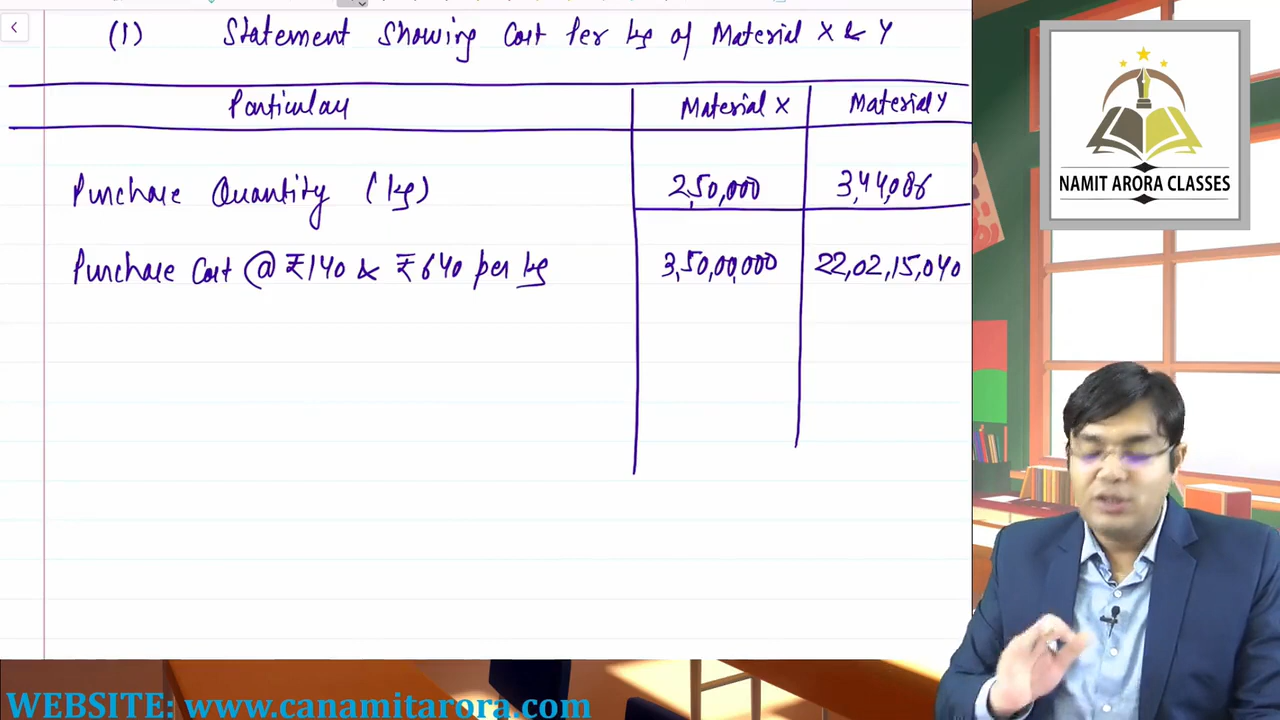 (1) Statement Showing Cost Per kg of Material X & Y
Particulars Material X Material Y
Purchase Quantity (kg) 2,50,000 3,44,086
Purchase Cost @ ₹140 & ₹640 per kg 3,50,00,000 22,02,15,040
NAMIT ARORA CLASSES
WEBSITE: www.canamitarora.com